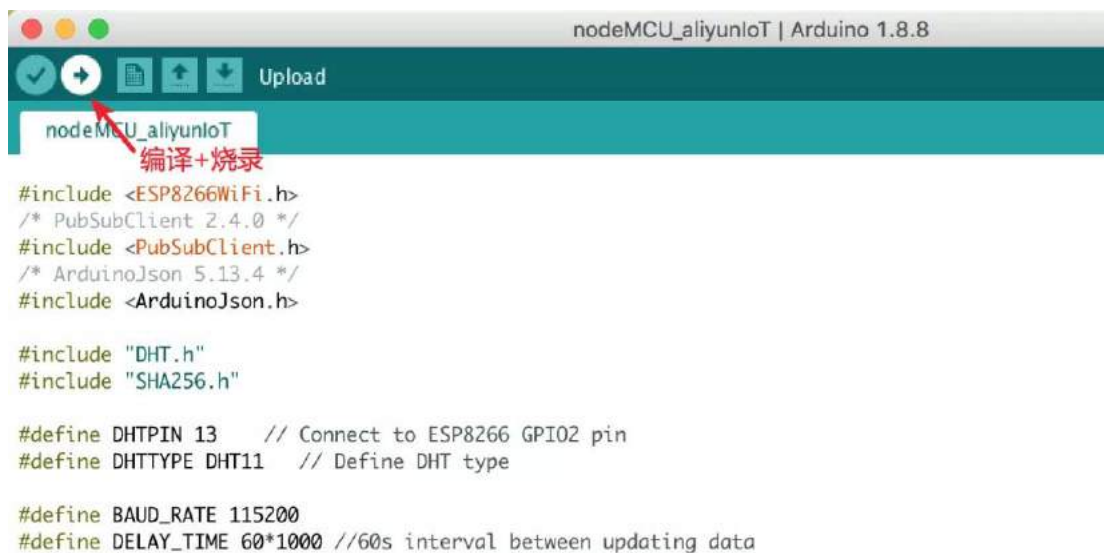 nodeMCU_aliyunIoT | Arduino 1.8.8
Upload
nodeMCU_aliyunIoT
编译+烧录
#include <ESP8266WiFi.h>
/* PubSubClient 2.4.0 */
#include <PubSubClient.h>
/* ArduinoJson 5.13.4 */
#include <ArduinoJson.h>
#include "DHT.h"
#include "SHA256.h"
#define DHTPIN 13    // Connect to ESP8266 GPIO2 pin
#define DHTTYPE DHT11   // Define DHT type
#define BAUD_RATE 115200
#define DELAY_TIME 60*1000 //60s interval between updating data